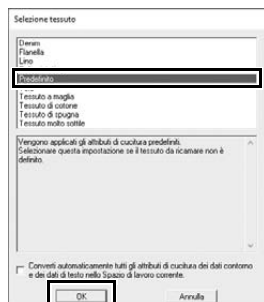 Selezione tessuto
Denim
Flanella
Lino
Predefinito
Tessuto a maglia
Tessuto di cotone
Tessuto di spugna
Tessuto molto sottile
Vengono applicati gli attributi di cucitura predefiniti.
Selezionare questa impostazione se il tessuto da ricamare non è
definito.
Converti automaticamente tutti gli attributi di cucitura dei dati contorno
e dei dati di testo nello Spazio di lavoro corrente.
OK
Annulla